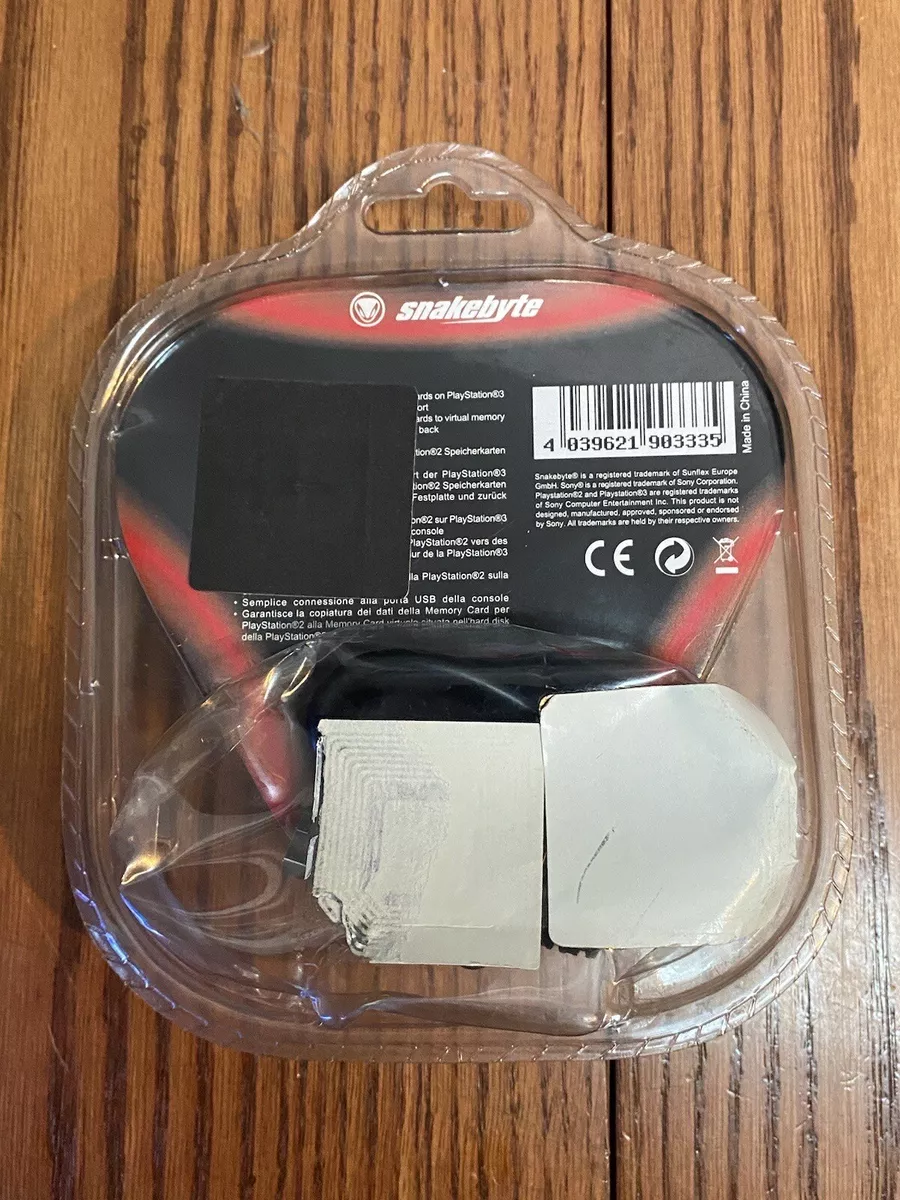 snakebyte
ards on PlayStation®3
ort
ards to virtual memory
back
tion®2 Speicherkarten
rt der PlayStation®3
tion®2 Speicherkarten
Festplatte und zurück
on®2 sur PlayStation®3
console
PlayStation®2 vers des
ur de la PlayStation®3
la PlayStation®2 sulla
• Semplice connessione alla porta USB della console
• Garantisce la copiatura dei dati della Memory Card per
PlayStation®2 alla Memory Card virtuale situata nell'hard disk
della PlayStation®
4 039621 903335
Made in China
Snakebyte® is a registered trademark of Sunflex Europe
GmbH. Sony® is a registered trademark of Sony Corporation.
Playstation®2 and Playstation®3 are registered trademarks
of Sony Computer Entertainment Inc. This product is not
designed, manufactured, approved, sponsored or endorsed
by Sony. All trademarks are held by their respective owners.
CE